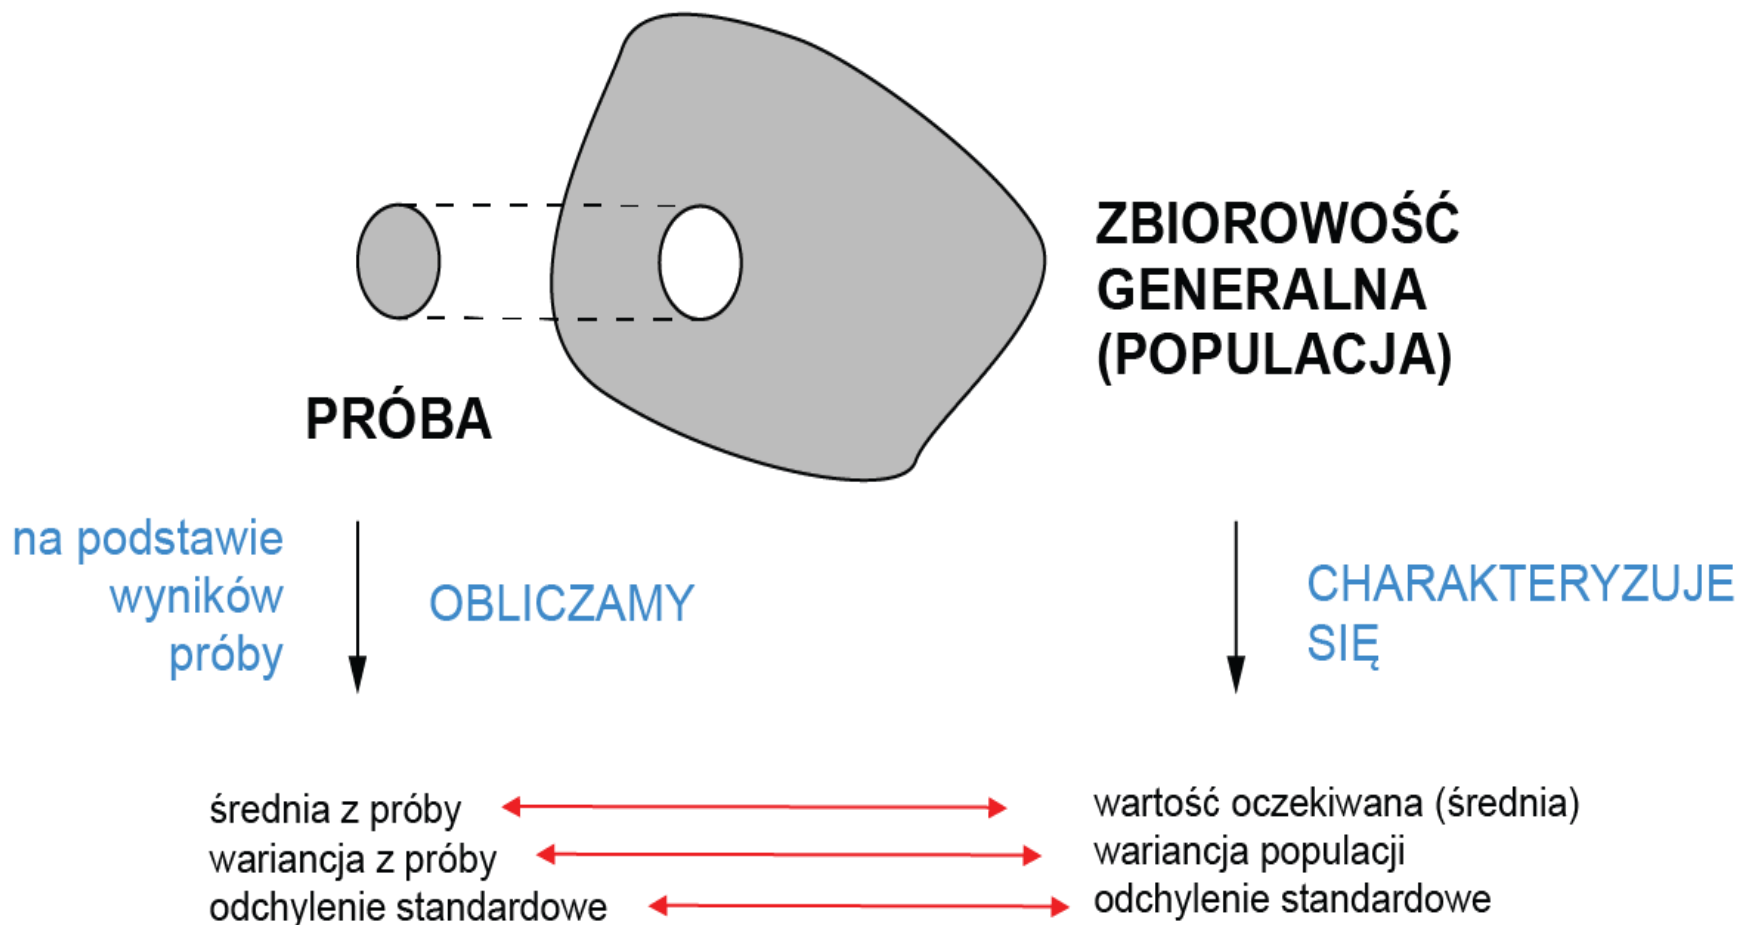 ZBIOROWOŚĆ
GENERALNA
(POPULACJA)
PRÓBA
na podstawie
wyników
próby
OBLICZAMY
CHARAKTERYZUJE
SIĘ
średnia z próby
wariancja z próby
odchylenie standardowe
wartość oczekiwana (średnia)
wariancja populacji
odchylenie standardowe